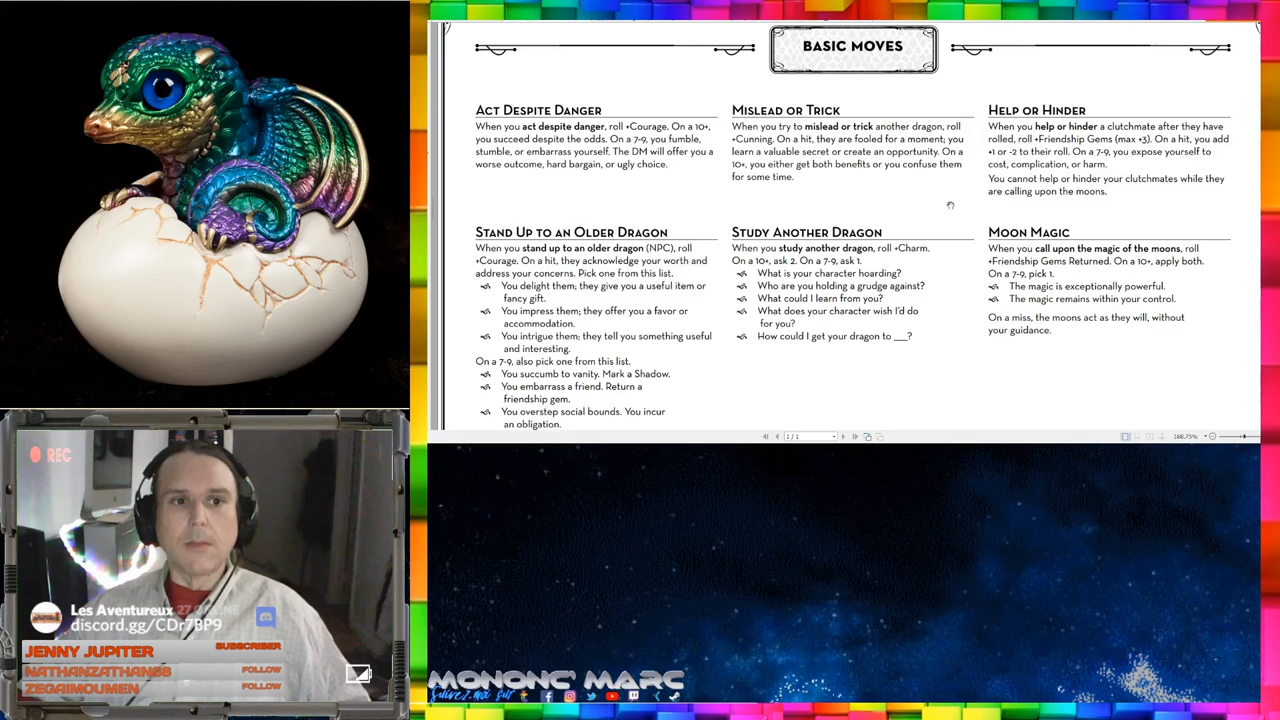 BASIC MOVES
ACT DESPITE DANGER
When you act despite danger, roll +Courage. On a 10+,
you succeed despite the odds. On a 7-9, you fumble,
stumble, or embarrass yourself. The DM will offer you a
worse outcome, hard bargain, or ugly choice.
STAND UP TO AN OLDER DRAGON
When you stand up to an older dragon (NPC), roll
+Courage. On a hit, they acknowledge your worth and
address your concerns. Pick one from this list.
You delight them; they give you a useful item or
fancy gift.
You impress them; they offer you a favor or
accommodation.
You intrigue them; they tell you something useful
and interesting.
On a 7-9, also pick one from this list.
You succumb to vanity. Mark a Shadow.
You embarrass a friend. Return a
friendship gem.
You overstep social bounds. You incur
an obligation.
MISLEAD OR TRICK
When you try to mislead or trick another dragon, roll
+Cunning. On a hit, they are fooled for a moment; you
learn a valuable secret or create an opportunity. On a
10+, you either get both benefits or you confuse them
for some time.
STUDY ANOTHER DRAGON
When you study another dragon, roll +Charm.
On a 10+, ask 2. On a 7-9, ask 1.
What is your character hoarding?
Who are you holding a grudge against?
What could I learn from you?
What does your character wish I'd do
for you?
How could I get your dragon to ___?
HELP OR HINDER
When you help or hinder a clutchmate after they have
rolled, roll +Friendship Gems (max +3). On a hit, you add
+1 or -2 to their roll. On a 7-9, you expose yourself to
cost, complication, or harm.
You cannot help or hinder your clutchmates while they
are calling upon the moons.
MOON MAGIC
When you call upon the magic of the moons, roll
+Friendship Gems Returned. On a 10+, apply both.
On a 7-9, pick 1.
The magic is exceptionally powerful.
The magic remains within your control.
On a miss, the moons act as they will, without
your guidance.
1 / 1
168.75%
REC
Les Aventureux 27 ONLINE
discord.gg/CDr7BP9
JENNY JUPITER SUBSCRIBER
NATHANZATHAN66 FOLLOW
ZEGAIMOUMEN FOLLOW
MONONC' MARC
Suivez-moi sur